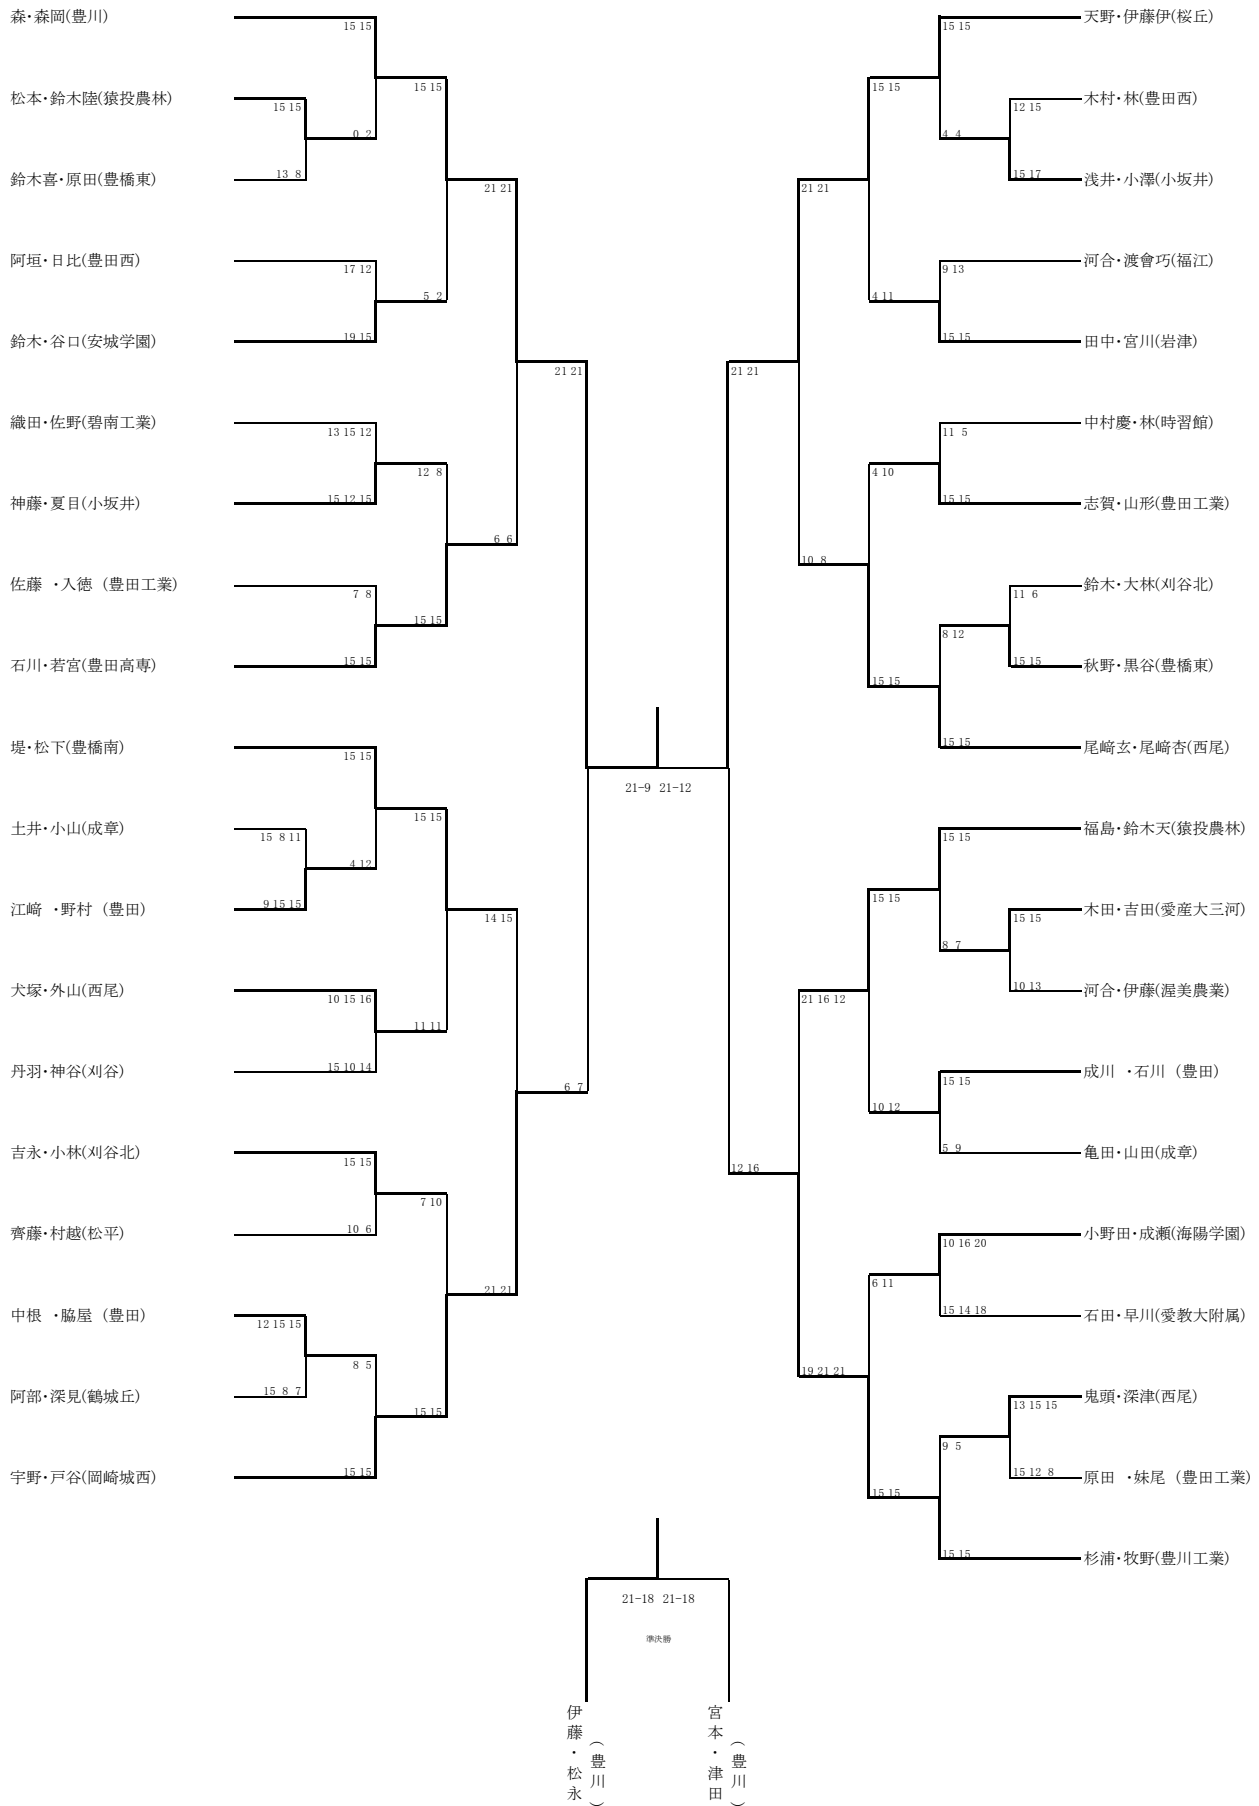 森・森岡(豊川)
15 15
松本・鈴木陸(猿投農林)
15 15
0 2
鈴木喜・原田(豊橋東)
13 8
15 15
阿垣・日比(豊田西)
17 12
5 2
鈴木・谷口(安城学園)
19 15
21 21
織田・佐野(碧南工業)
13 15 12
12 8
神藤・夏目(小坂井)
15 12 15
6 6
佐藤 ・入徳 (豊田工業)
7 8
15 15
石川・若宮(豊田高専)
15 15
21 21
堤・松下(豊橋南)
15 15
土井・小山(成章)
15 8 11
4 12
江﨑 ・野村 (豊田)
9 15 15
15 15
犬塚・外山(西尾)
10 15 16
11 11
丹羽・神谷(刈谷)
15 10 14
14 15
6 7
吉永・小林(刈谷北)
15 15
7 10
齊藤・村越(松平)
10 6
21 21
中根 ・脇屋 (豊田)
12 15 15
8 5
阿部・深見(鶴城丘)
15 8 7
15 15
宇野・戸谷(岡崎城西)
15 15
21-9 21-12
天野・伊藤伊(桜丘)
15 15
15 15
木村・林(豊田西)
12 15
4 4
浅井・小澤(小坂井)
15 17
21 21
河合・渡會巧(福江)
9 13
4 11
田中・宮川(岩津)
15 15
21 21
中村慶・林(時習館)
11 5
4 10
志賀・山形(豊田工業)
15 15
10 8
鈴木・大林(刈谷北)
11 6
8 12
秋野・黒谷(豊橋東)
15 15
15 15
尾﨑玄・尾﨑杏(西尾)
15 15
福島・鈴木天(猿投農林)
15 15
15 15
木田・吉田(愛産大三河)
15 15
8 7
河合・伊藤(渥美農業)
10 13
21 16 12
成川 ・石川 (豊田)
15 15
10 12
亀田・山田(成章)
5 9
12 16
小野田・成瀬(海陽学園)
10 16 20
6 11
石田・早川(愛教大附属)
15 14 18
19 21 21
鬼頭・深津(西尾)
13 15 15
9 5
原田 ・妹尾 (豊田工業)
15 12 8
15 15
杉浦・牧野(豊川工業)
15 15
21-18 21-18
準決勝
伊藤・松永
(豊川)
宮本・津田
(豊川)